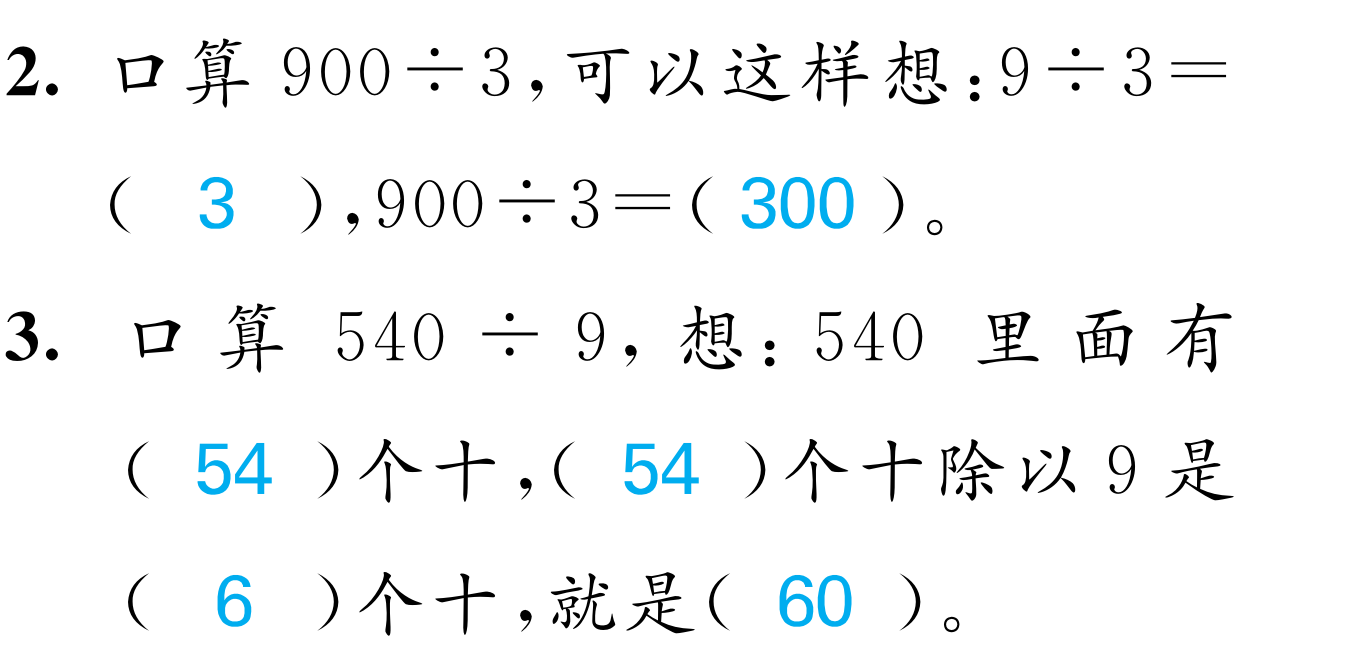 2. 口算 900÷3,可以这样想:9÷3=
( 3 ),900÷3=( 300 )。
3. 口算 540 ÷ 9, 想: 540 里面有
( 54 )个十,( 54 )个十除以 9 是
( 6 )个十,就是( 60 )。